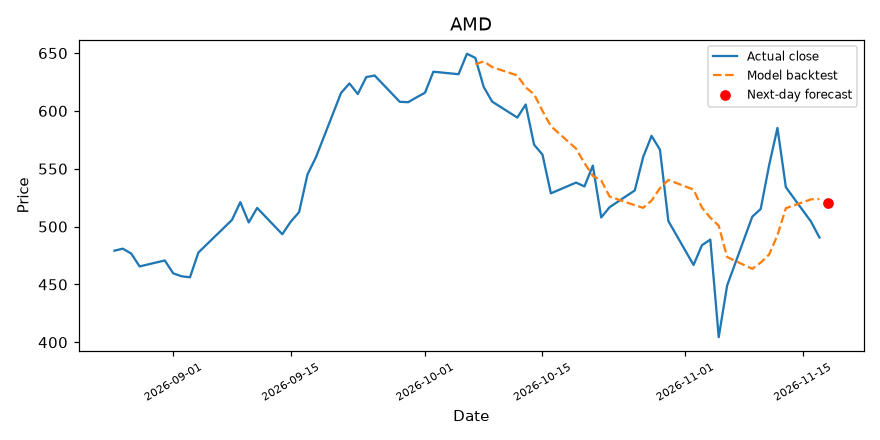 AMD
Actual close
Model backtest
Next-day forecast
650
600
550
500
450
400
Price
2026-09-01
2026-09-15
2026-10-01
2026-10-15
2026-11-01
2026-11-15
Date